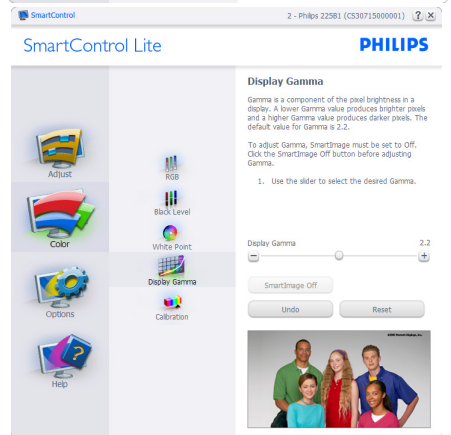 SmartControl
2 - Philips 225B1 (CS30715000001)
?
×
SmartControl Lite
PHILIPS
Adjust
Color
Options
Help
RGB
Black Level
White Point
Display Gamma
Calibration
Display Gamma
Gamma is a component of the pixel brightness in a
display. A lower Gamma value produces brighter pixels
and a higher Gamma value produces darker pixels. The
default value for Gamma is 2.2.
To adjust Gamma, SmartImage must be set to Off.
Click the SmartImage Off button before adjusting
Gamma.
1. Use the slider to select the desired Gamma.
Display Gamma 2.2
− +
SmartImage Off
Undo Reset